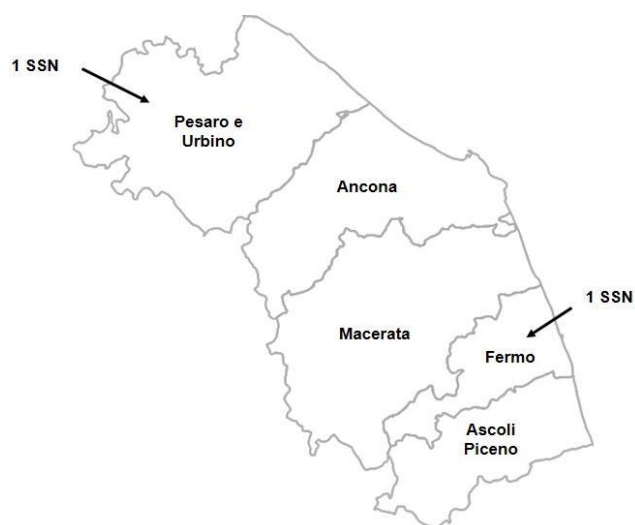 1 SSN
Pesaro e
Urbino
Ancona
1 SSN
Macerata
Fermo
Ascoli
Piceno